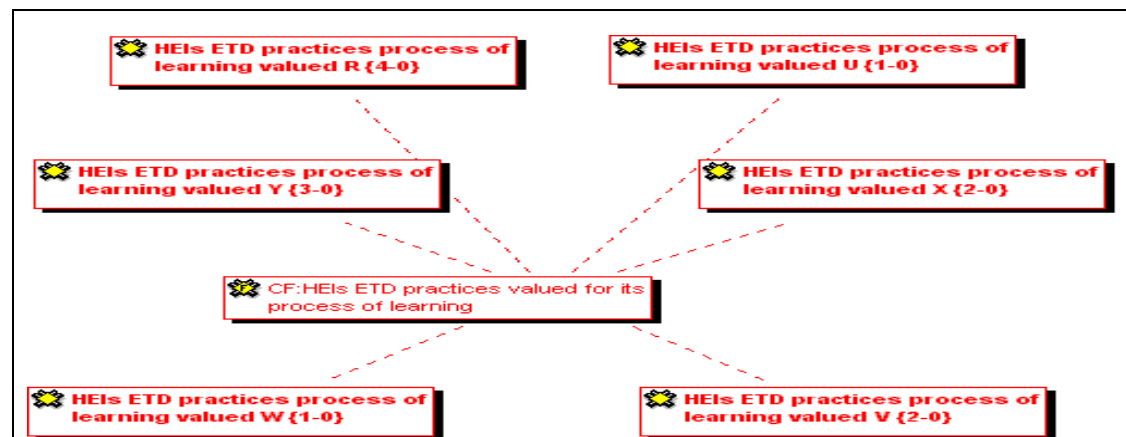 HEIs ETD practices process of
learning valued R {4-0}
HEIs ETD practices process of
learning valued U {1-0}
HEIs ETD practices process of
learning valued Y {3-0}
HEIs ETD practices process of
learning valued X {2-0}
CF:HEIs ETD practices valued for its
process of learning
HEIs ETD practices process of
learning valued W {1-0}
HEIs ETD practices process of
learning valued V {2-0}